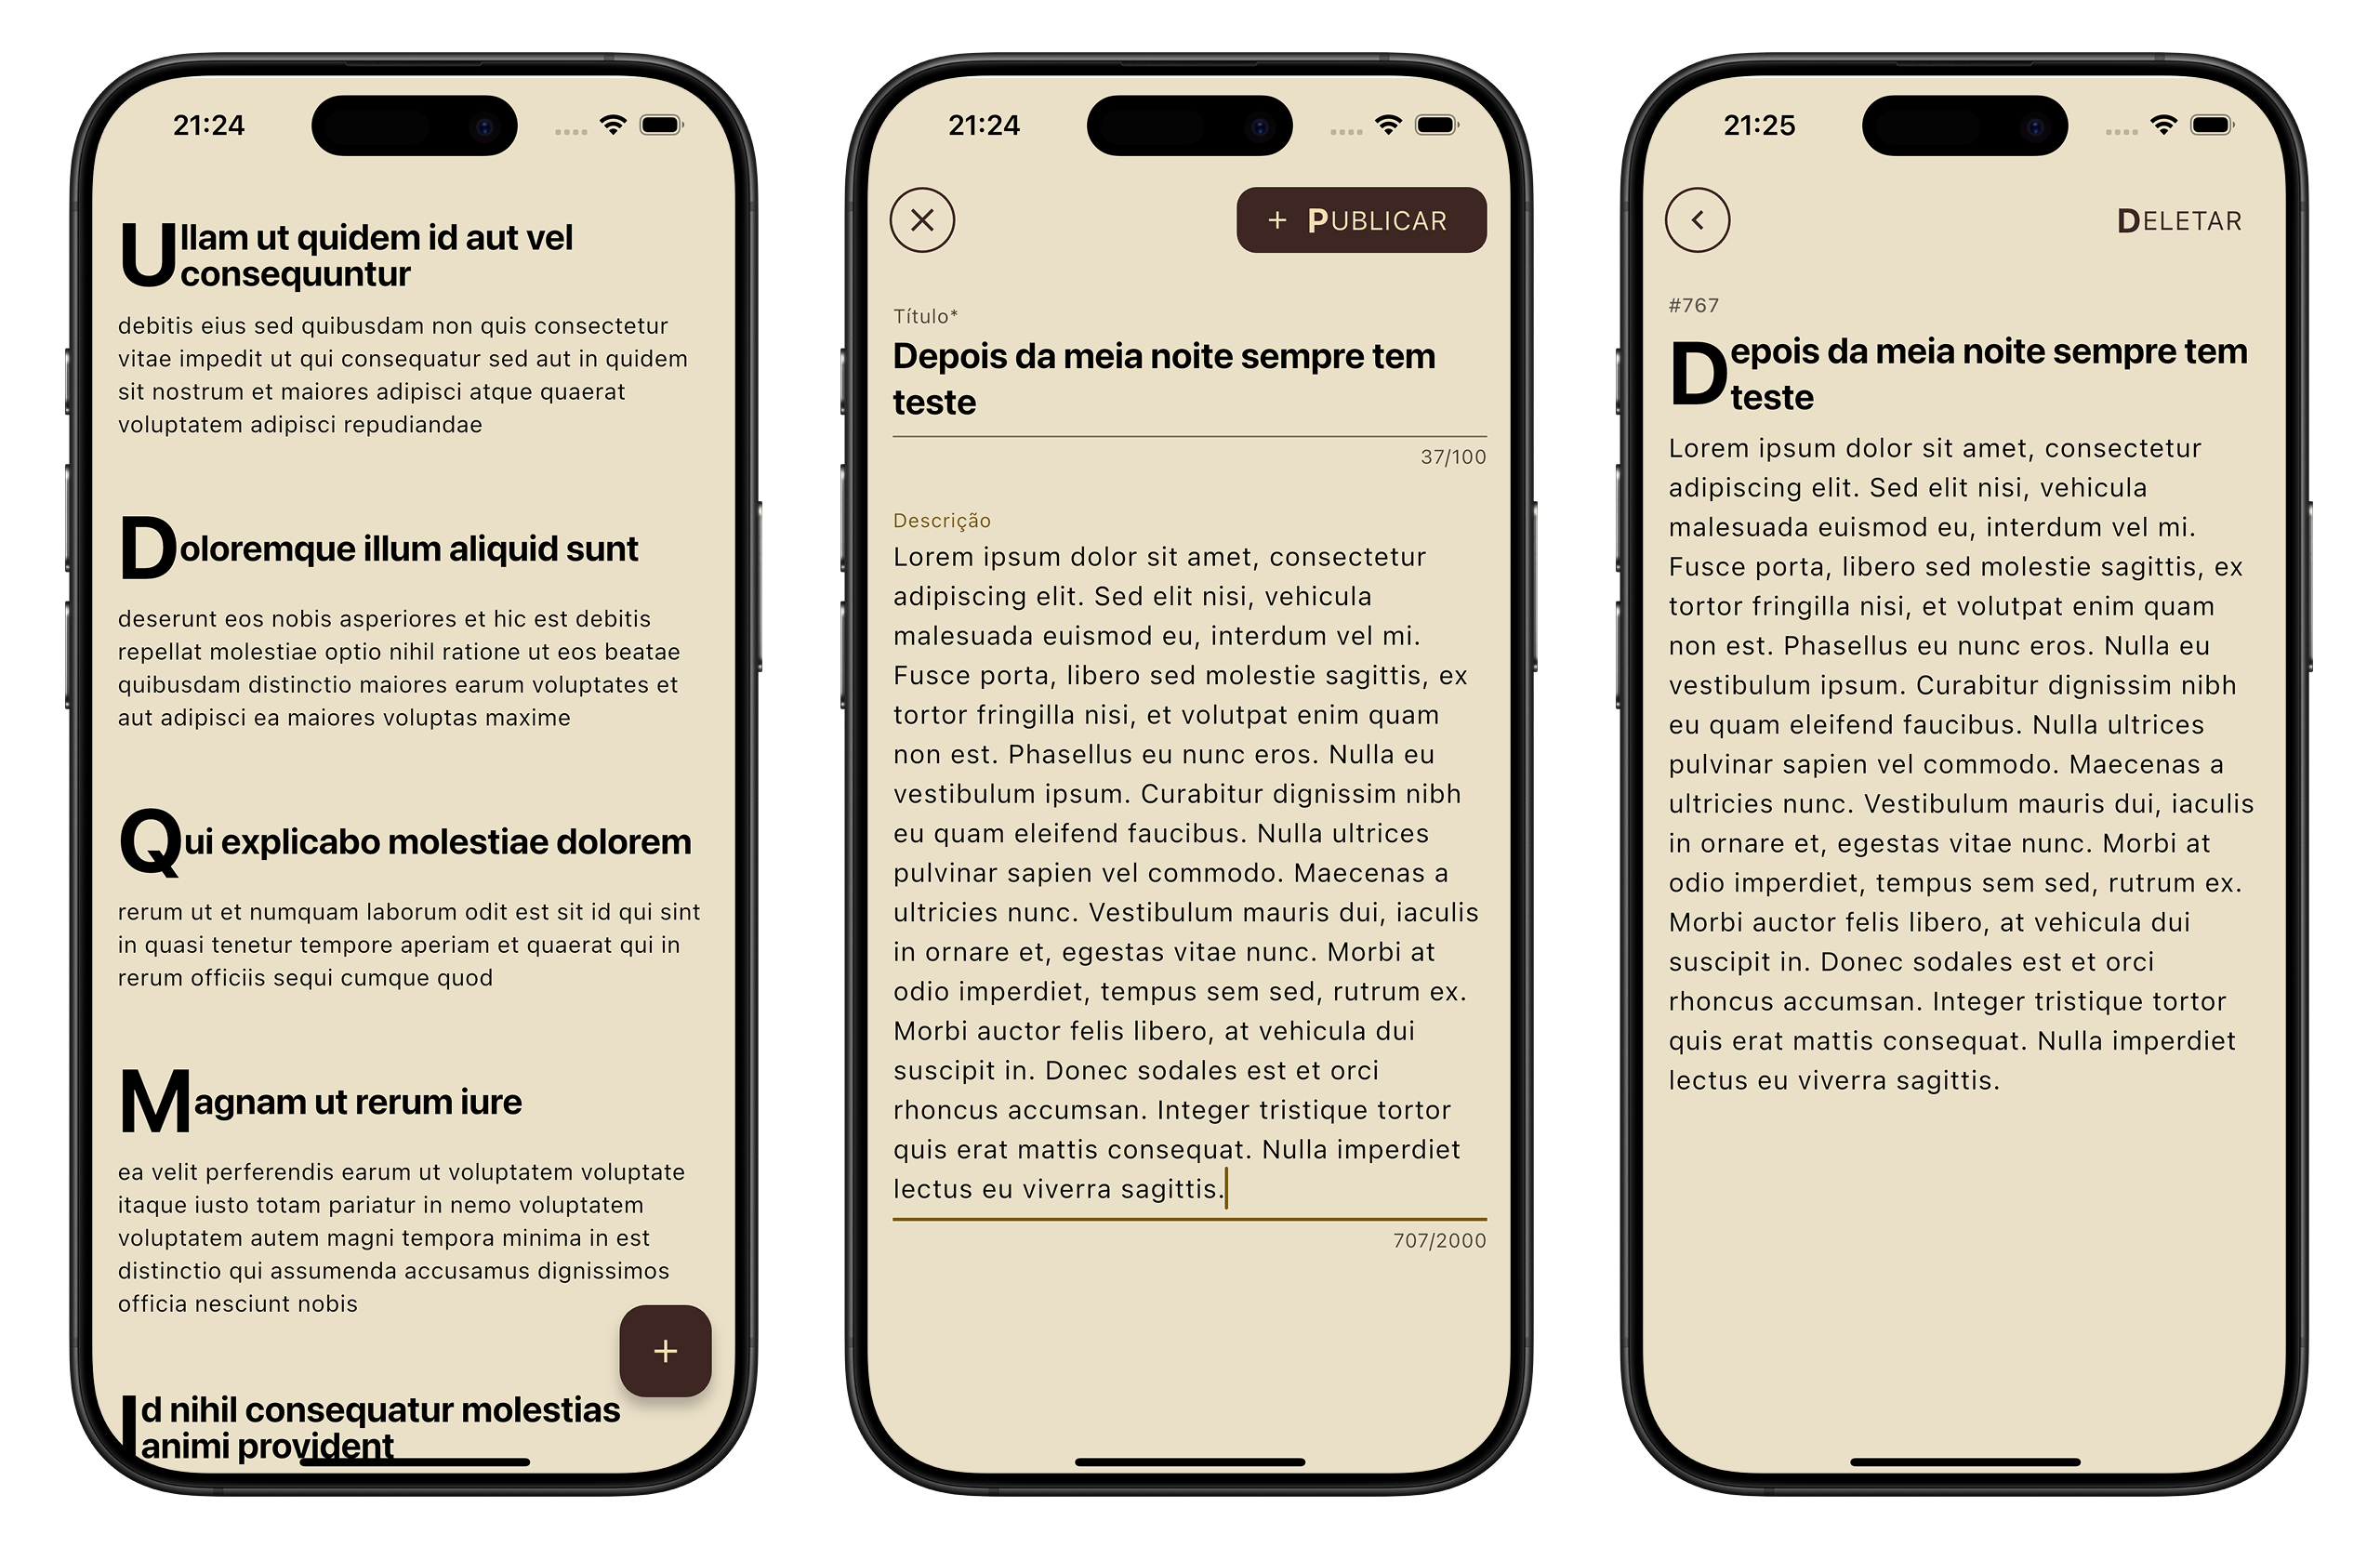 21:24
Ullam ut quidem id aut vel
consequuntur
debitis eius sed quibusdam non quis consectetur
vitae impedit ut qui consequatur sed aut in quidem
sit nostrum et maiores adipisci atque quaerat
voluptatem adipisci repudiandae
Doloremque illum aliquid sunt
deserunt eos nobis asperiores et hic est debitis
repellat molestiae optio nihil ratione ut eos beatae
quibusdam distinctio maiores earum voluptates et
aut adipisci ea maiores voluptas maxime
Qui explicabo molestiae dolorem
rerum ut et numquam laborum odit est sit id qui sint
in quasi tenetur tempore aperiam et quaerat qui in
rerum officiis sequi cumque quod
Magnam ut rerum iure
ea velit perferendis earum ut voluptatem voluptate
itaque iusto totam pariatur in nemo voluptatem
voluptatem autem magni tempora minima in est
distinctio qui assumenda accusamus dignissimos
officia nesciunt nobis
+
Id nihil consequatur molestias
animi provident
21:24
+ PUBLICAR
Título*
Depois da meia noite sempre tem
teste
37/100
Descrição
Lorem ipsum dolor sit amet, consectetur
adipiscing elit. Sed elit nisi, vehicula
malesuada euismod eu, interdum vel mi.
Fusce porta, libero sed molestie sagittis, ex
tortor fringilla nisi, et volutpat enim quam
non est. Phasellus eu nunc eros. Nulla eu
vestibulum ipsum. Curabitur dignissim nibh
eu quam eleifend faucibus. Nulla ultrices
pulvinar sapien vel commodo. Maecenas a
ultricies nunc. Vestibulum mauris dui, iaculis
in ornare et, egestas vitae nunc. Morbi at
odio imperdiet, tempus sem sed, rutrum ex.
Morbi auctor felis libero, at vehicula dui
suscipit in. Donec sodales est et orci
rhoncus accumsan. Integer tristique tortor
quis erat mattis consequat. Nulla imperdiet
lectus eu viverra sagittis.
707/2000
21:25
DELETAR
#767
Depois da meia noite sempre tem
teste
Lorem ipsum dolor sit amet, consectetur
adipiscing elit. Sed elit nisi, vehicula
malesuada euismod eu, interdum vel mi.
Fusce porta, libero sed molestie sagittis, ex
tortor fringilla nisi, et volutpat enim quam
non est. Phasellus eu nunc eros. Nulla eu
vestibulum ipsum. Curabitur dignissim nibh
eu quam eleifend faucibus. Nulla ultrices
pulvinar sapien vel commodo. Maecenas a
ultricies nunc. Vestibulum mauris dui, iaculis
in ornare et, egestas vitae nunc. Morbi at
odio imperdiet, tempus sem sed, rutrum ex.
Morbi auctor felis libero, at vehicula dui
suscipit in. Donec sodales est et orci
rhoncus accumsan. Integer tristique tortor
quis erat mattis consequat. Nulla imperdiet
lectus eu viverra sagittis.